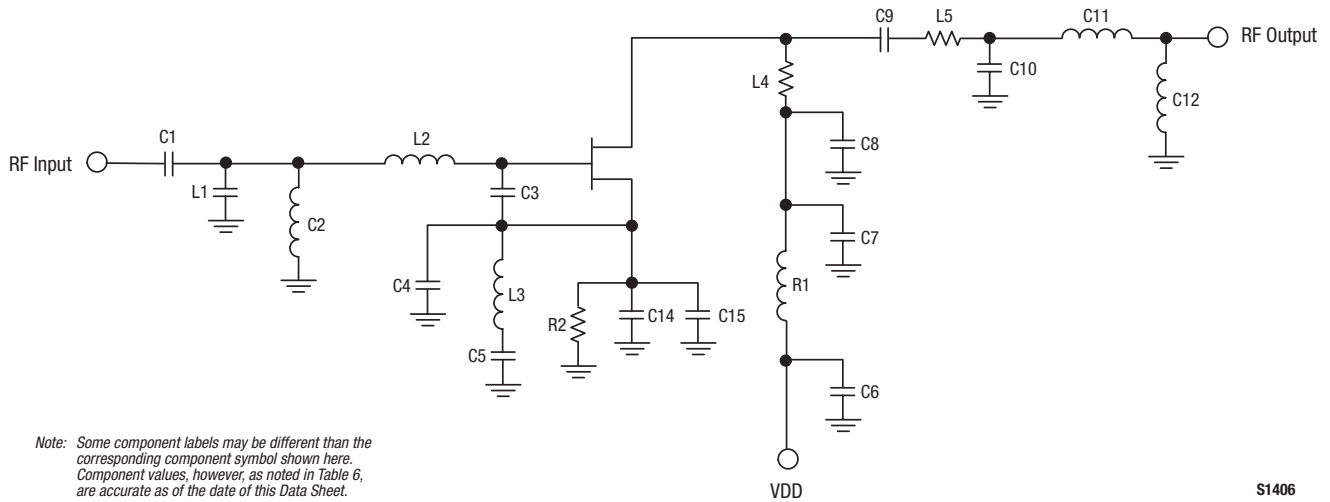 C9
L5
C11
RF Output
L4
C10
C12
C1
L2
C8
RF Input
L1
C3
C2
C7
C4
L3
R1
R2
C14
C15
C5
C6
Note: Some component labels may be different than the
corresponding component symbol shown here.
Component values, however, as noted in Table 6,
are accurate as of the date of this Data Sheet.
VDD
S1406